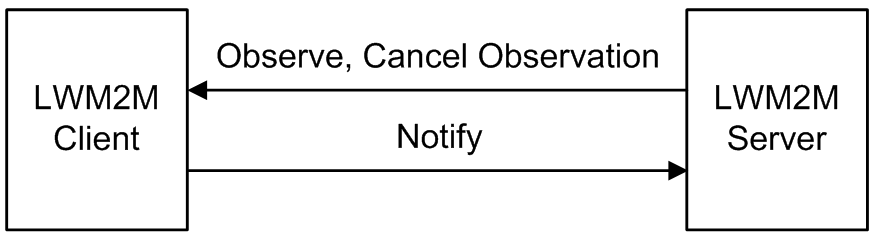 LWM2M
Client
Observe, Cancel Observation
Notify
LWM2M
Server